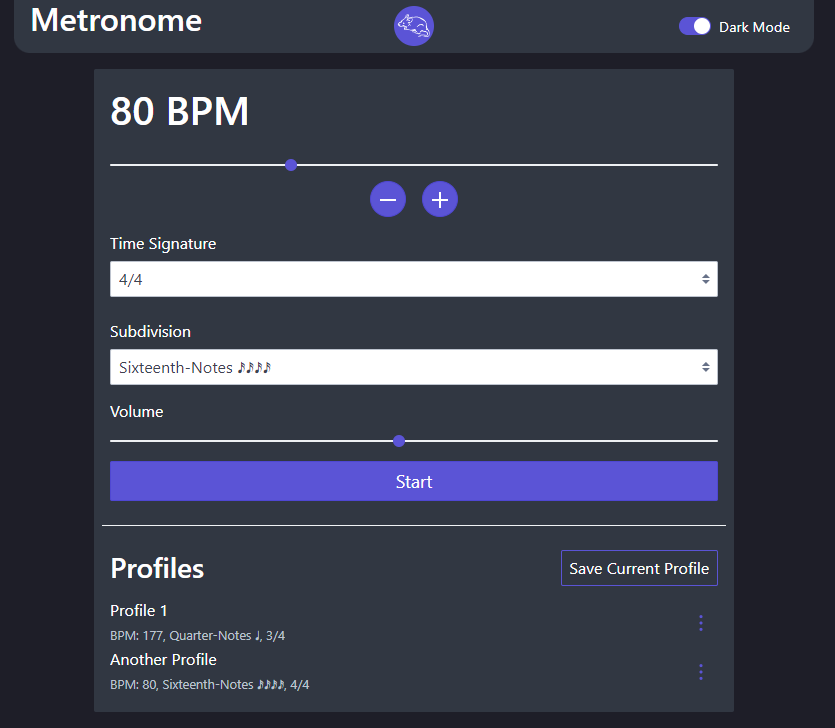 Metronome
Dark Mode
80 BPM
Time Signature
4/4
Subdivision
Sixteenth-Notes 𝅘𝅥𝅯𝅘𝅥𝅯𝅘𝅥𝅯𝅘𝅥𝅯
Volume
Start
Profiles
Save Current Profile
Profile 1
BPM: 177, Quarter-Notes ♩, 3/4
Another Profile
BPM: 80, Sixteenth-Notes 𝅘𝅥𝅯𝅘𝅥𝅯𝅘𝅥𝅯𝅘𝅥𝅯, 4/4